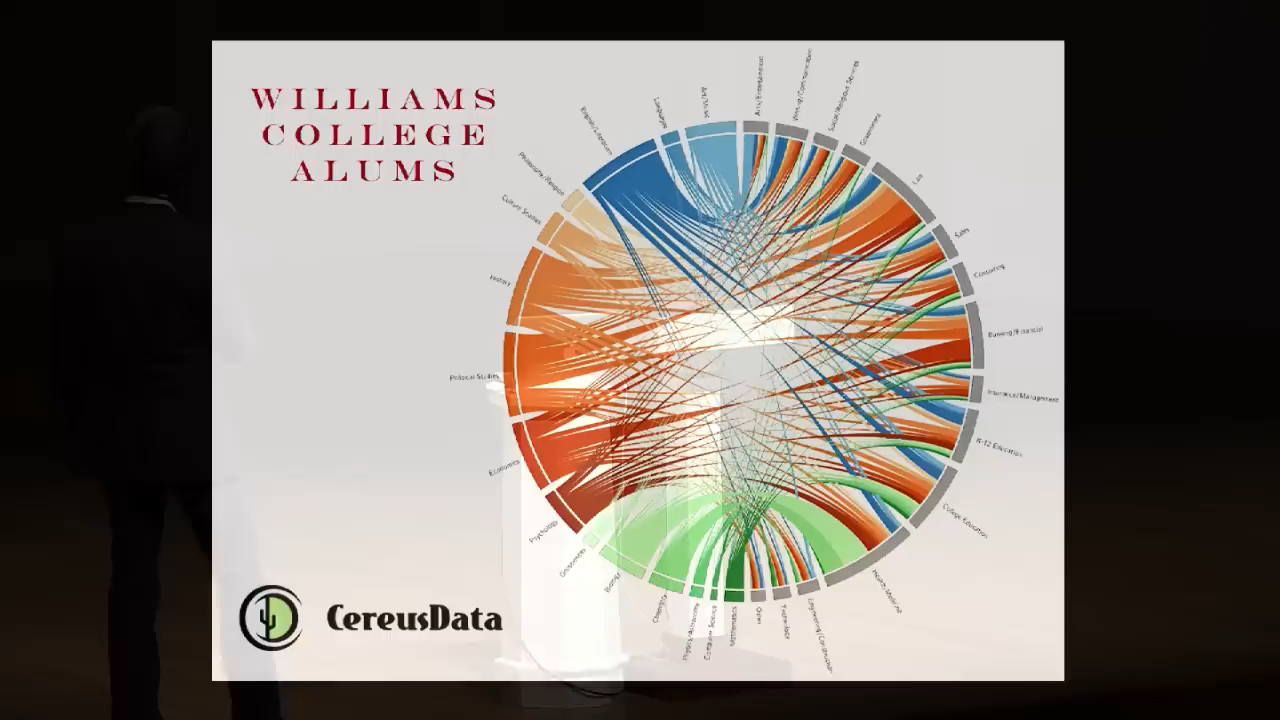 WILLIAMS
COLLEGE
ALUMS
Arts/Entertainment
Writing/Communication
Social/Religious Services
Government
Law
Sales
Consulting
Banking/Financial
Insurance/Management
K-12 Education
College Education
Health/Medicine
Engineering/Construction
Technology
Other
Mathematics
Computer Science
Physics/Astronomy
Chemistry
Biology
Geosciences
Psychology
Economics
Political Studies
History
Culture Studies
Philosophy/Religion
English/Literature
Languages
Art/Music
CereusData